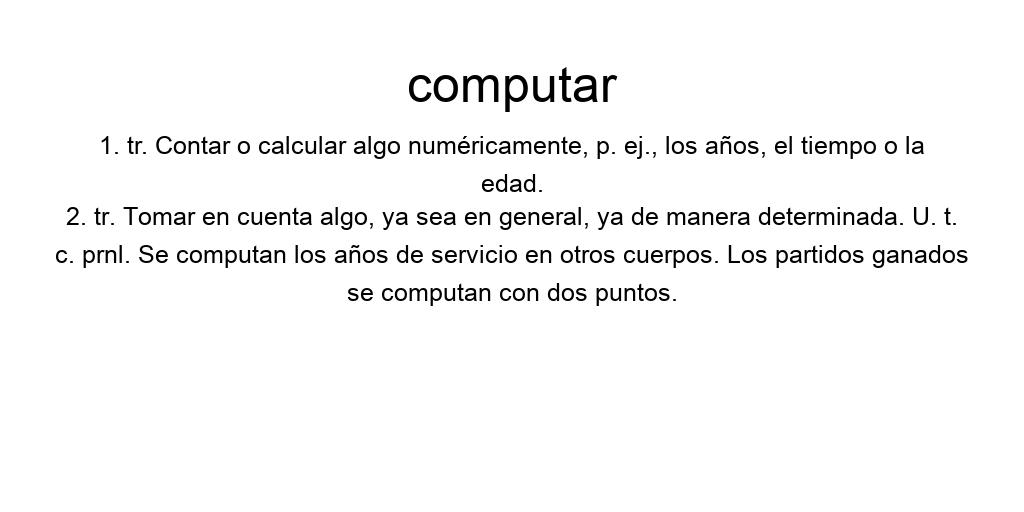 computar
1. tr. Contar o calcular algo numéricamente, p. ej., los años, el tiempo o la
edad.
2. tr. Tomar en cuenta algo, ya sea en general, ya de manera determinada. U. t.
c. prnl. Se computan los años de servicio en otros cuerpos. Los partidos ganados
se computan con dos puntos.